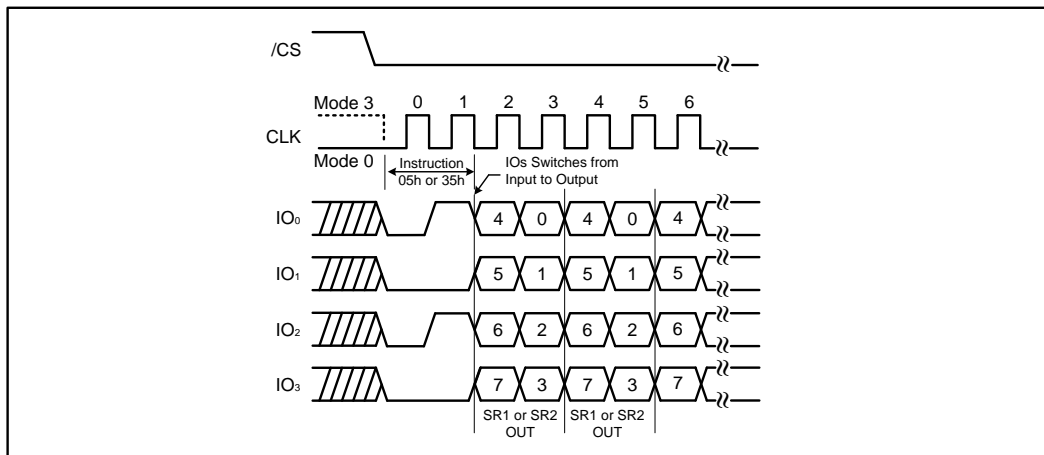 /CS
Mode 3 0 1 2 3 4 5 6
CLK
Mode 0
Instruction
05h or 35h
IOs Switches from
Input to Output
IO₀ 4 0 4 0 4
IO₁ 5 1 5 1 5
IO₂ 6 2 6 2 6
IO₃ 7 3 7 3 7
SR1 or SR2
OUT
SR1 or SR2
OUT